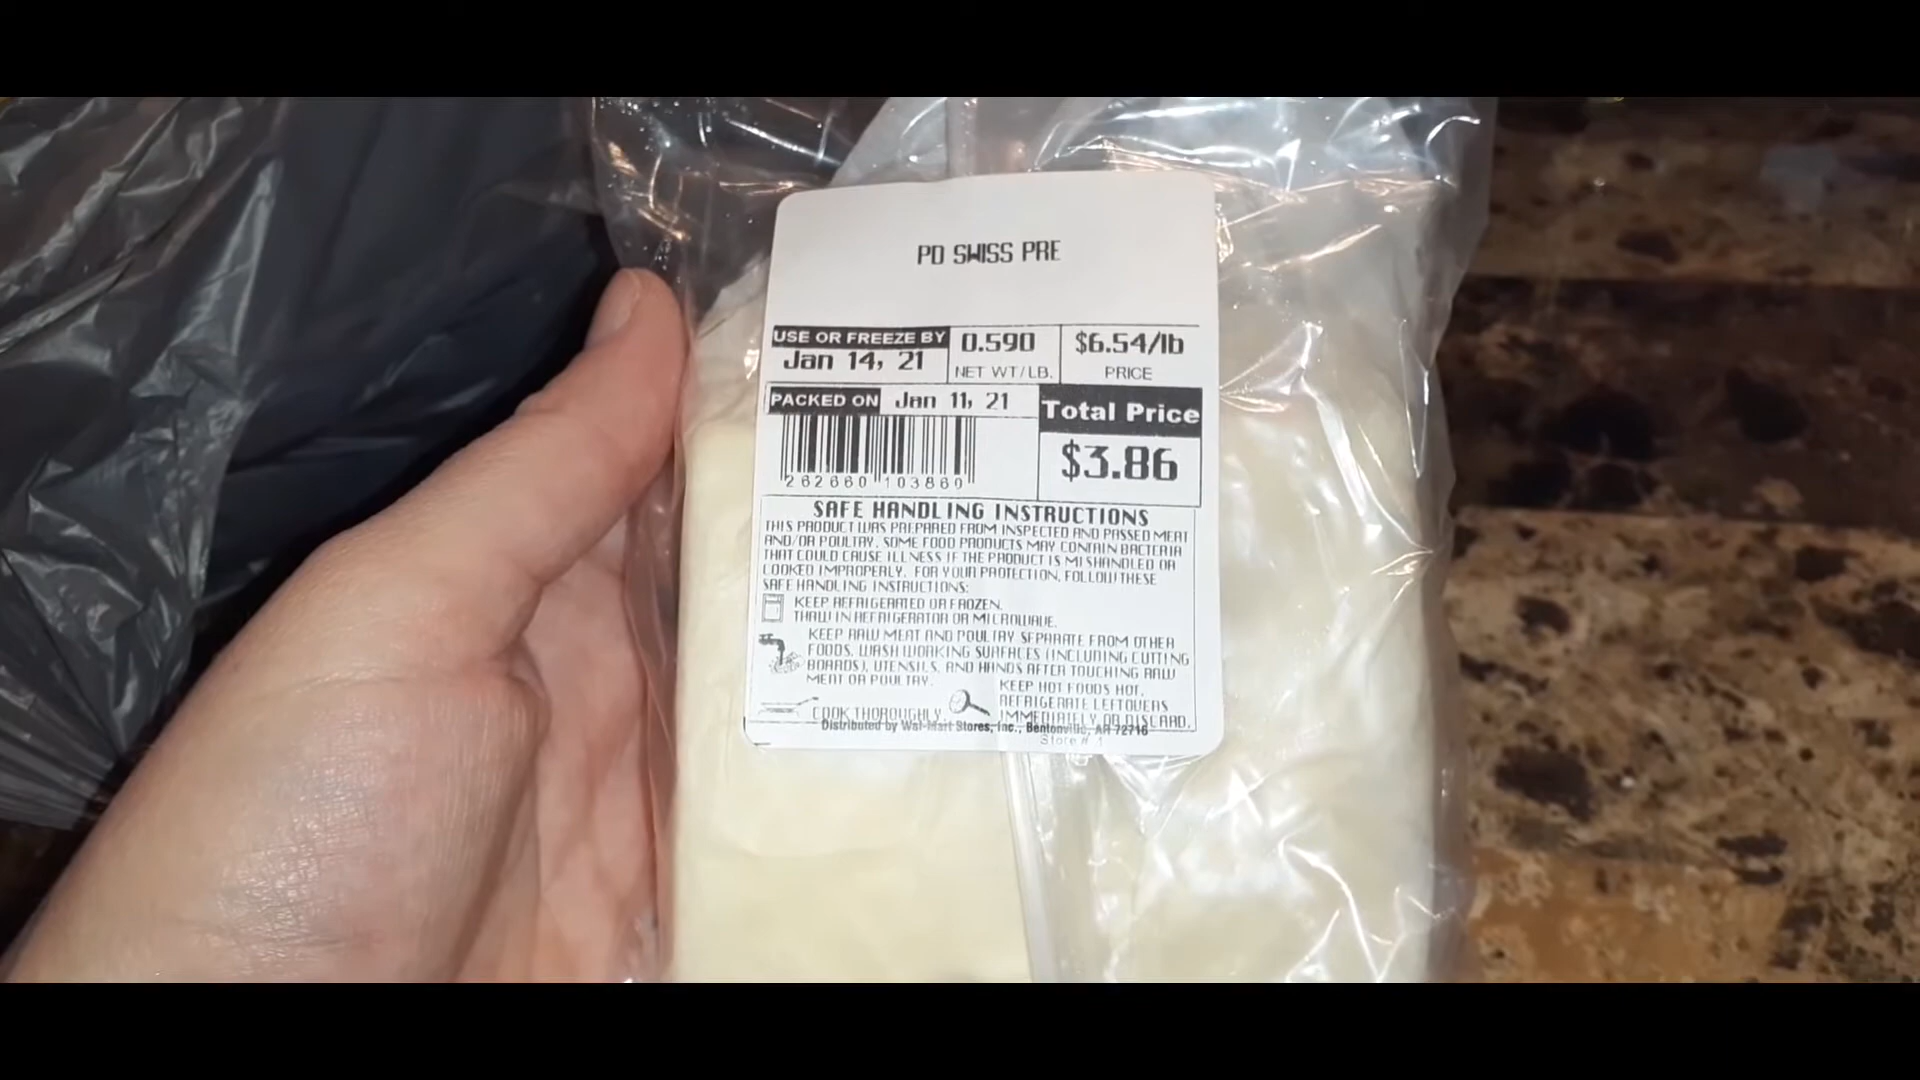 PD SWISS PRE
USE OR FREEZE BY
Jan 14, 21
0.590
NET WT/LB.
$6.54/lb
PRICE
PACKED ON Jan 11, 21
Total Price
$3.86
262660 103860
SAFE HANDLING INSTRUCTIONS
THIS PRODUCT WAS PREPARED FROM INSPECTED AND PASSED MEAT
AND/OR POULTRY. SOME FOOD PRODUCTS MAY CONTAIN BACTERIA
THAT COULD CAUSE ILLNESS IF THE PRODUCT IS MISHANDLED OR
COOKED IMPROPERLY. FOR YOUR PROTECTION, FOLLOW THESE
SAFE HANDLING INSTRUCTIONS:
KEEP REFRIGERATED OR FROZEN.
THAW IN REFRIGERATOR OR MICROWAVE.
KEEP RAW MEAT AND POULTRY SEPARATE FROM OTHER
FOODS. WASH WORKING SURFACES (INCLUDING CUTTING
BOARDS), UTENSILS, AND HANDS AFTER TOUCHING RAW
MEAT OR POULTRY.
COOK THOROUGHLY.
KEEP HOT FOODS HOT.
REFRIGERATE LEFTOVERS
IMMEDIATELY OR DISCARD.
Distributed by Wal-Mart Stores, Inc., Bentonville, AR 72716
Store # 1